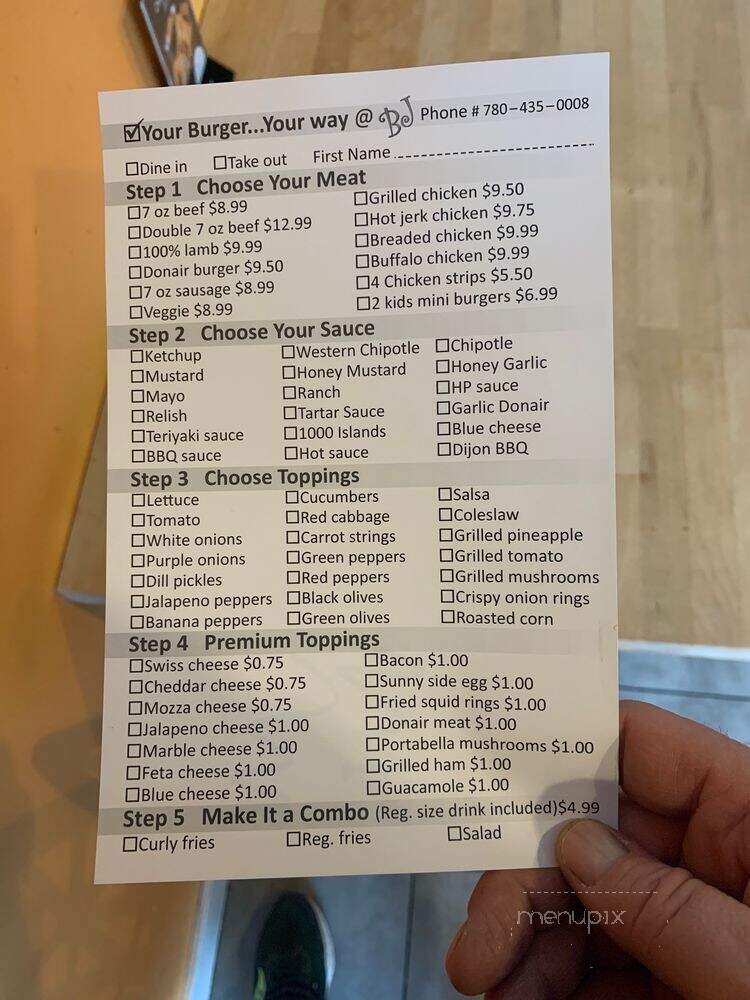 Your Burger...Your way @ BJ Phone # 780-435-0008
Dine in Take out First Name
Step 1 Choose Your Meat
7 oz beef $8.99
Double 7 oz beef $12.99
100% lamb $9.99
Donair burger $9.50
7 oz sausage $8.99
Veggie $8.99
Grilled chicken $9.50
Hot jerk chicken $9.75
Breaded chicken $9.99
Buffalo chicken $9.99
4 Chicken strips $5.50
2 kids mini burgers $6.99
Step 2 Choose Your Sauce
Ketchup
Mustard
Mayo
Relish
Teriyaki sauce
BBQ sauce
Western Chipotle
Honey Mustard
Ranch
Tartar Sauce
1000 Islands
Hot sauce
Chipotle
Honey Garlic
HP sauce
Garlic Donair
Blue cheese
Dijon BBQ
Step 3 Choose Toppings
Lettuce
Tomato
White onions
Purple onions
Dill pickles
Jalapeno peppers
Banana peppers
Cucumbers
Red cabbage
Carrot strings
Green peppers
Red peppers
Black olives
Green olives
Salsa
Coleslaw
Grilled pineapple
Grilled tomato
Grilled mushrooms
Crispy onion rings
Roasted corn
Step 4 Premium Toppings
Swiss cheese $0.75
Cheddar cheese $0.75
Mozza cheese $0.75
Jalapeno cheese $1.00
Marble cheese $1.00
Feta cheese $1.00
Blue cheese $1.00
Bacon $1.00
Sunny side egg $1.00
Fried squid rings $1.00
Donair meat $1.00
Portabella mushrooms $1.00
Grilled ham $1.00
Guacamole $1.00
Step 5 Make It a Combo (Reg. size drink included)$4.99
Curly fries Reg. fries Salad
menupix